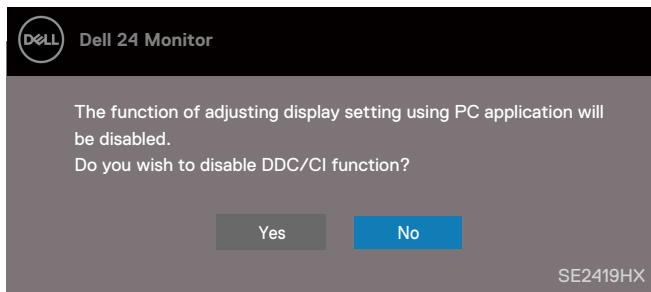 DELL
Dell 24 Monitor
The function of adjusting display setting using PC application will
be disabled.
Do you wish to disable DDC/CI function?
Yes No
SE2419HX